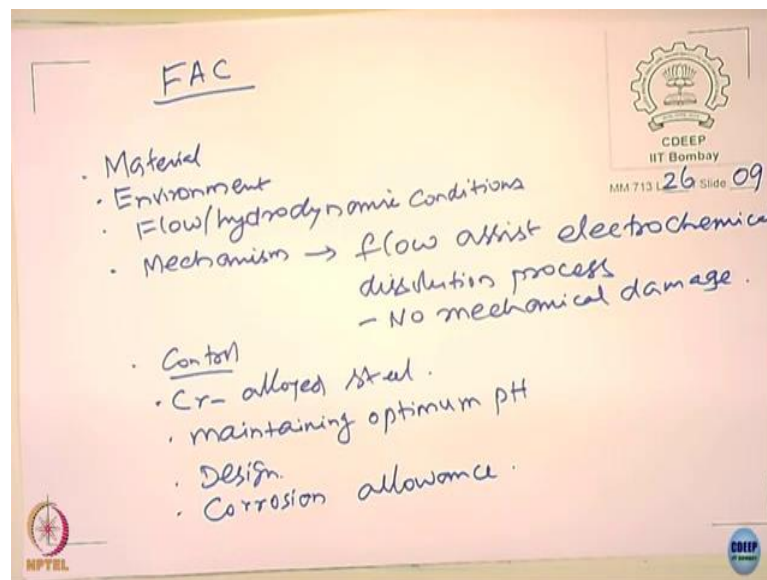 FAC
CDEEP
IIT Bombay
MM 713 L 26 Slide 09
. Material
. Environment
. Flow/hydrodynamic conditions
. Mechanism → flow assist electrochemica
dissolution process
- No mechanical damage.
. Control
. Cr- alloyed steel.
. maintaining optimum pH
. Design.
. Corrosion allowance.
NPTEL
CDEEP